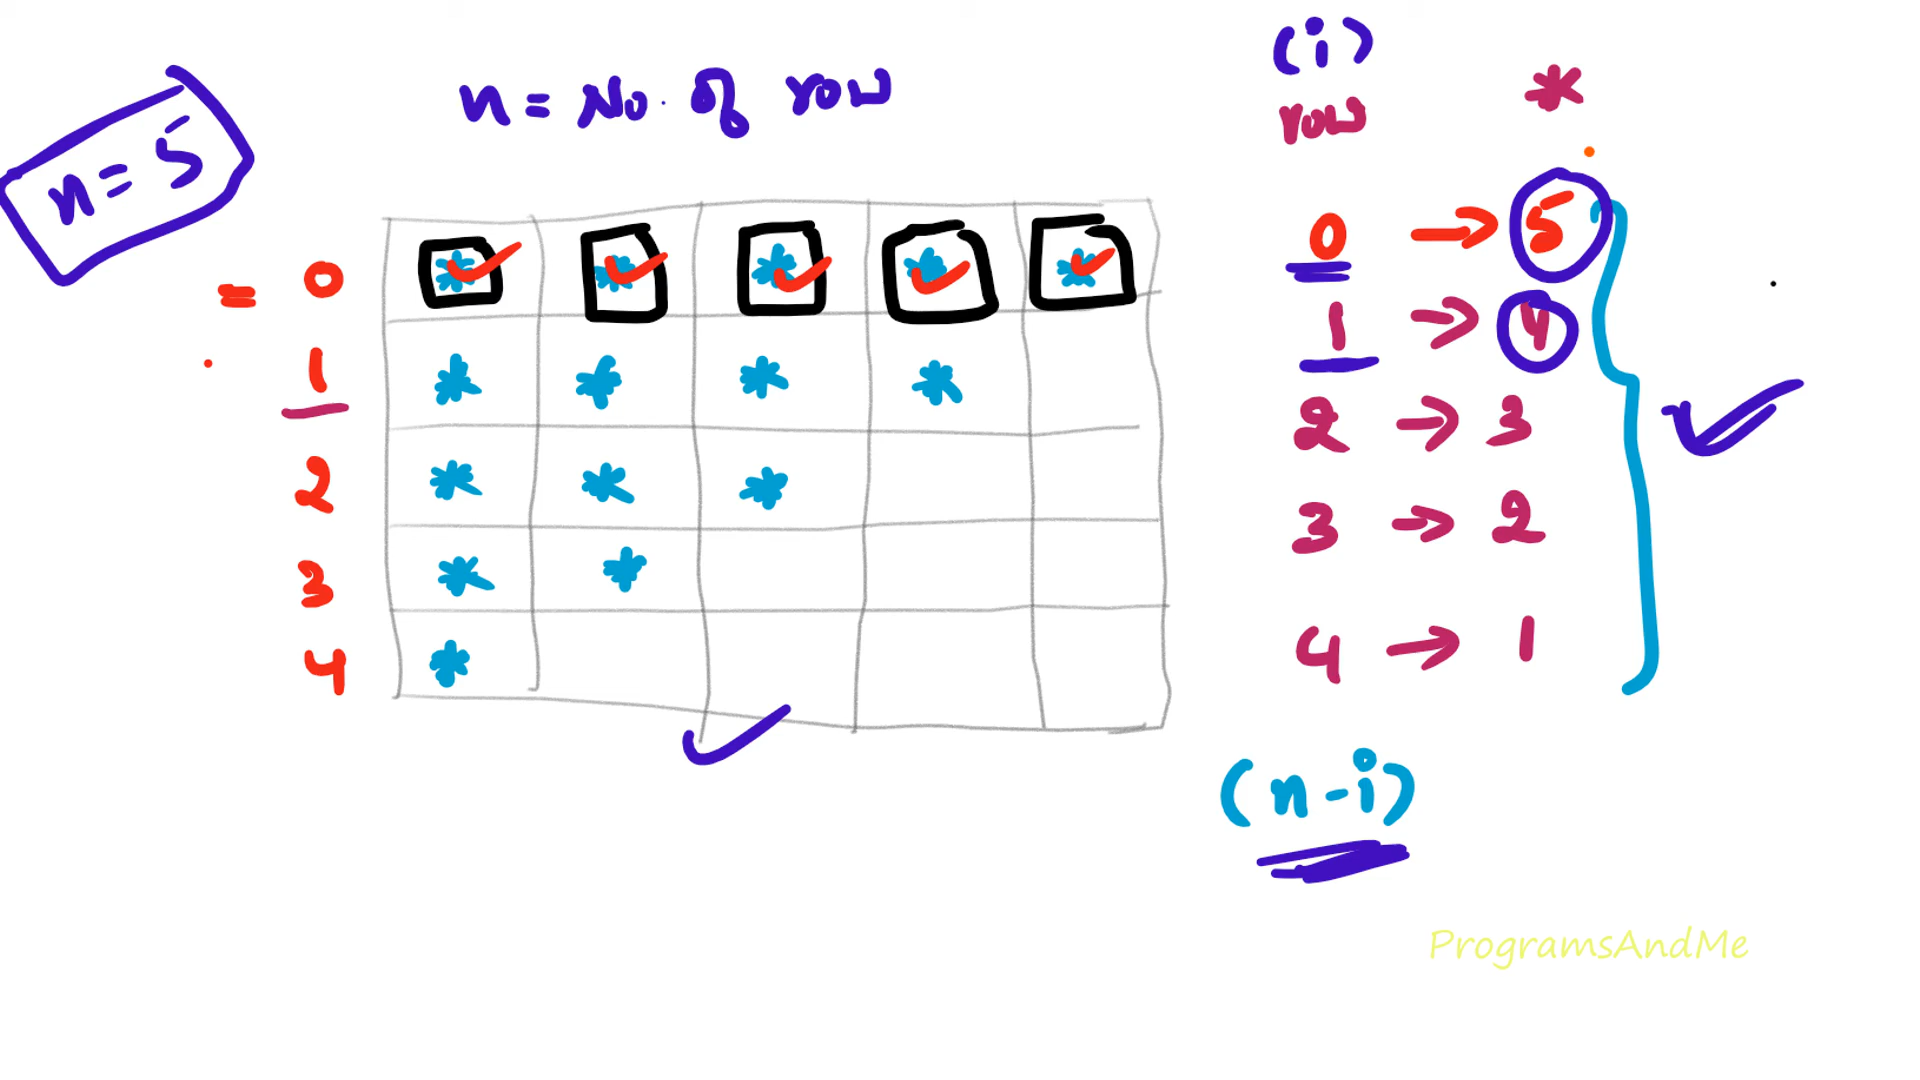 n = No. of row
n = 5
(i)
row *
0 → 5
1 → 4
2 → 3
3 → 2
4 → 1
= 0 * * * * *
1 * * * *
2 * * *
3 * *
4 *
(n - i)
ProgramsAndMe